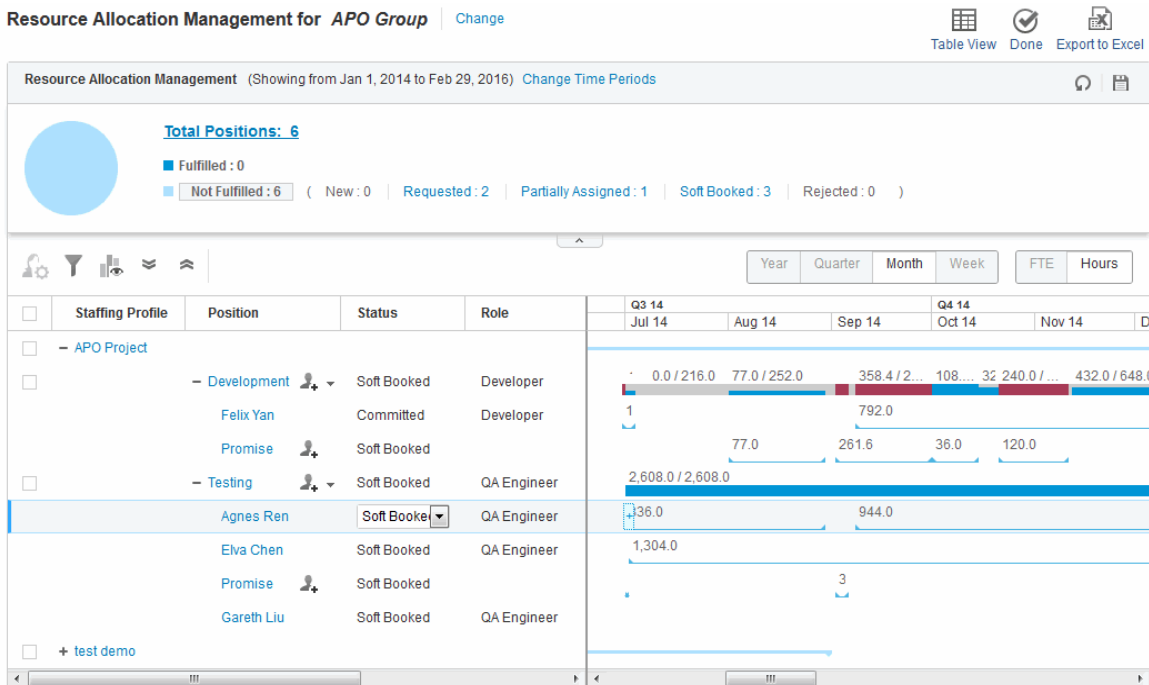 Resource Allocation Management for APO Group Change
Table View Done Export to Excel
Resource Allocation Management (Showing from Jan 1, 2014 to Feb 29, 2016) Change Time Periods
Total Positions: 6
Fulfilled : 0
Not Fulfilled : 6 ( New : 0 Requested : 2 Partially Assigned : 1 Soft Booked : 3 Rejected : 0 )
Year Quarter Month Week FTE Hours
Q3 14 Q4 14
Staffing Profile Position Status Role
Jul 14 Aug 14 Sep 14 Oct 14 Nov 14 D
− APO Project
− Development Soft Booked Developer 0.0 / 216.0 77.0 / 252.0 358.4 / 2... 108.... 32 240.0 / ... 432.0 / 648.0
Felix Yan Committed Developer 1 792.0
Promise Soft Booked 77.0 261.6 36.0 120.0
− Testing Soft Booked QA Engineer 2,608.0 / 2,608.0
Agnes Ren Soft Booke QA Engineer 36.0 944.0
Elva Chen Soft Booked QA Engineer 1,304.0
Promise Soft Booked 3
Gareth Liu Soft Booked QA Engineer
+ test demo